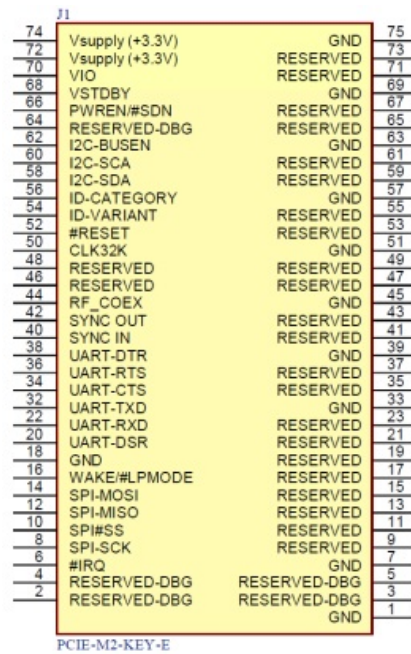 J1
74 Vsupply (+3.3V) GND 75
72 Vsupply (+3.3V) RESERVED 73
70 VIO RESERVED 71
68 VSTDBY GND 69
66 PWREN/#SDN RESERVED 67
64 RESERVED-DBG RESERVED 65
62 I2C-BUSEN GND 63
60 I2C-SCA RESERVED 61
58 I2C-SDA RESERVED 59
56 ID-CATEGORY GND 57
54 ID-VARIANT RESERVED 55
52 #RESET RESERVED 53
50 CLK32K GND 51
48 RESERVED RESERVED 49
46 RESERVED RESERVED 47
44 RF_COEX GND 45
42 SYNC OUT RESERVED 43
40 SYNC IN RESERVED 41
38 UART-DTR GND 39
36 UART-RTS RESERVED 37
34 UART-CTS RESERVED 35
32 UART-TXD GND 33
22 UART-RXD RESERVED 23
20 UART-DSR RESERVED 21
18 GND RESERVED 19
16 WAKE/#LPMODE RESERVED 17
14 SPI-MOSI RESERVED 15
12 SPI-MISO RESERVED 13
10 SPI#SS RESERVED 11
8 SPI-SCK RESERVED 9
6 #IRQ GND 7
4 RESERVED-DBG RESERVED-DBG 5
2 RESERVED-DBG RESERVED-DBG 3
GND 1
PCIE-M2-KEY-E